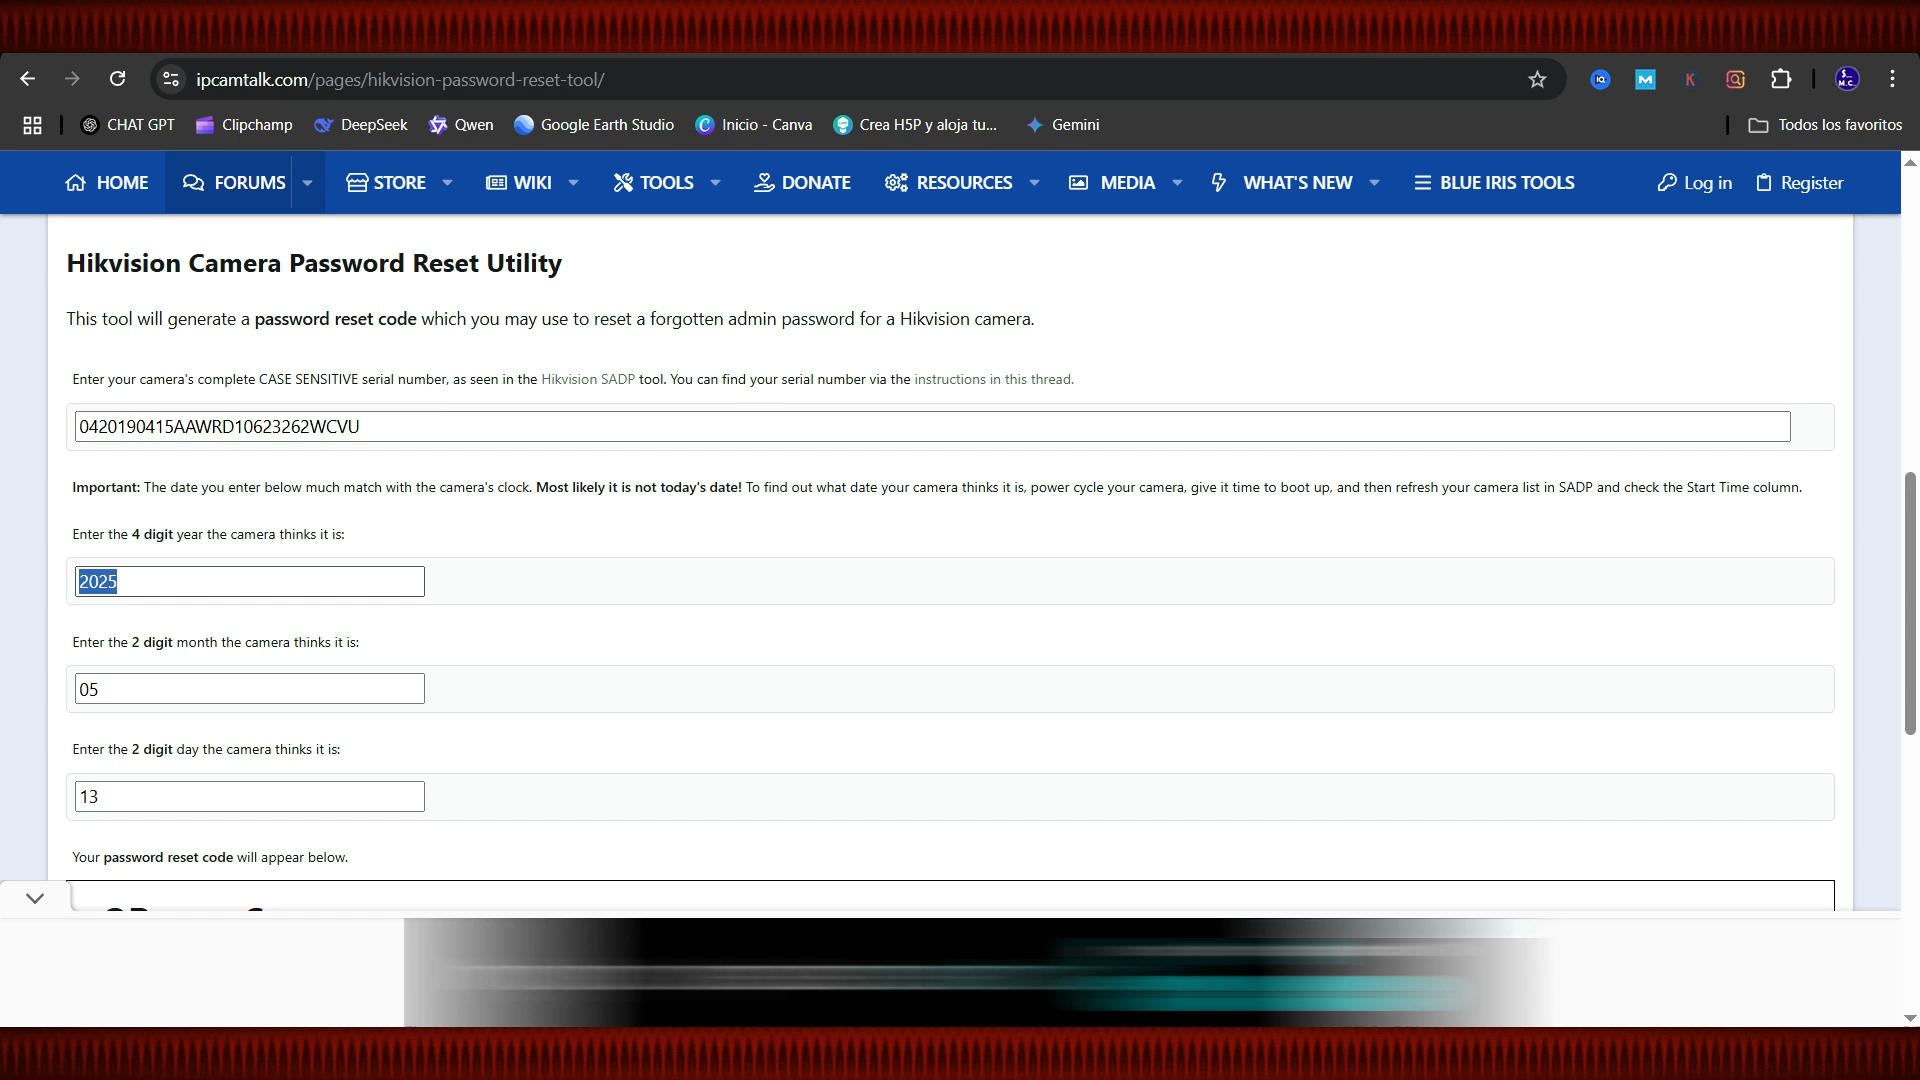 ipcamtalk.com/pages/hikvision-password-reset-tool/
CHAT GPT Clipchamp DeepSeek Qwen Google Earth Studio Inicio - Canva Crea H5P y aloja tu... Gemini Todos los favoritos
HOME FORUMS STORE WIKI TOOLS DONATE RESOURCES MEDIA WHAT'S NEW BLUE IRIS TOOLS Log in Register
Hikvision Camera Password Reset Utility
This tool will generate a password reset code which you may use to reset a forgotten admin password for a Hikvision camera.
Enter your camera's complete CASE SENSITIVE serial number, as seen in the Hikvision SADP tool. You can find your serial number via the instructions in this thread.
0420190415AAWRD10623262WCVU
Important: The date you enter below much match with the camera's clock. Most likely it is not today's date! To find out what date your camera thinks it is, power cycle your camera, give it time to boot up, and then refresh your camera list in SADP and check the Start Time column.
Enter the 4 digit year the camera thinks it is:
2025
Enter the 2 digit month the camera thinks it is:
05
Enter the 2 digit day the camera thinks it is:
13
Your password reset code will appear below.